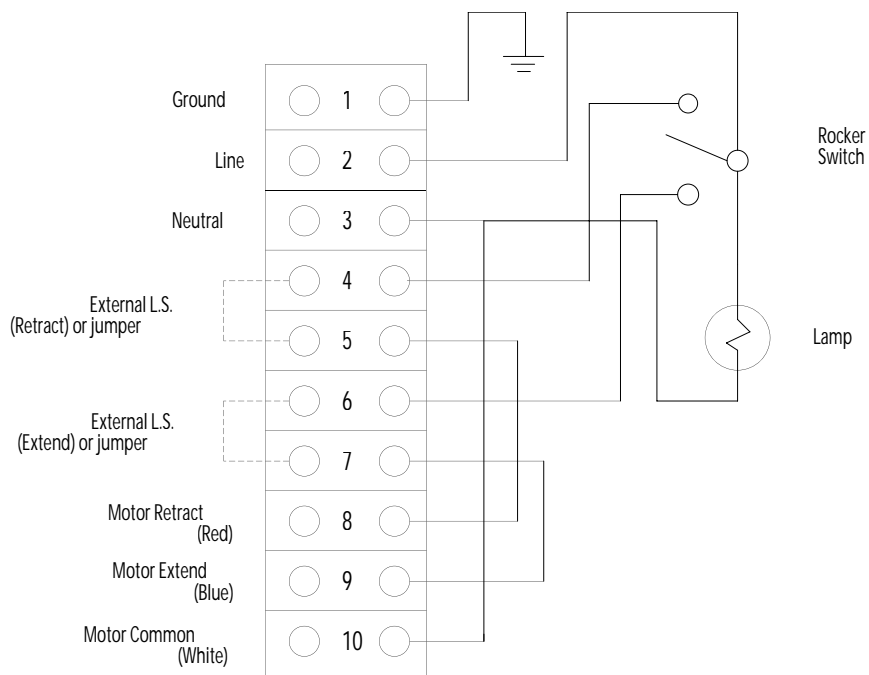 Ground
1
Line
2
Neutral
3
4
External L.S.
(Retract) or jumper
5
6
External L.S.
(Extend) or jumper
7
Motor Retract
(Red)
8
Motor Extend
(Blue)
9
Motor Common
(White)
10
Rocker
Switch
Lamp